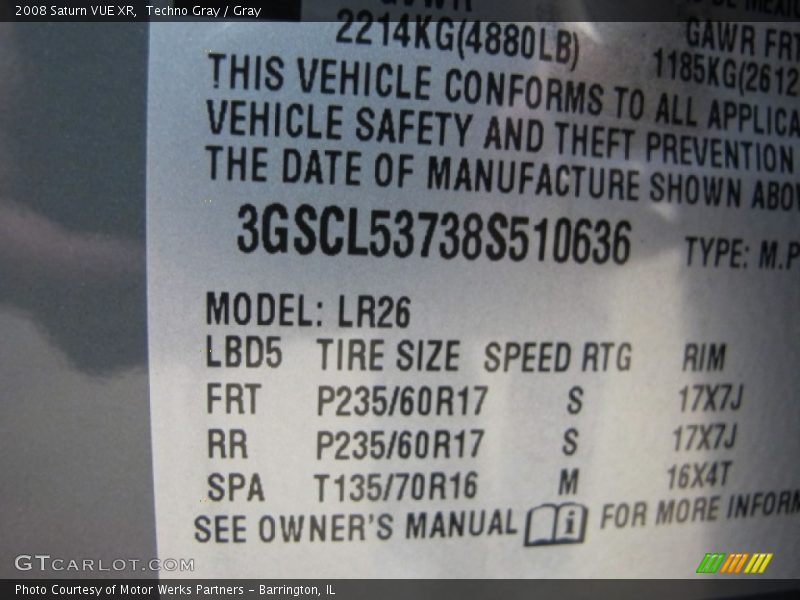 2008 Saturn VUE XR, Techno Gray / Gray
2214KG(4880LB)
GAWR FRT
1185KG(2612
THIS VEHICLE CONFORMS TO ALL APPLICA
VEHICLE SAFETY AND THEFT PREVENTION
THE DATE OF MANUFACTURE SHOWN ABOV
3GSCL53738S510636 TYPE: M.P
MODEL: LR26
LBD5 TIRE SIZE SPEED RTG RIM
FRT P235/60R17 S 17X7J
RR P235/60R17 S 17X7J
SPA T135/70R16 M 16X4T
SEE OWNER'S MANUAL i FOR MORE INFORM
GTCARLOT.COM
Photo Courtesy of Motor Werks Partners - Barrington, IL